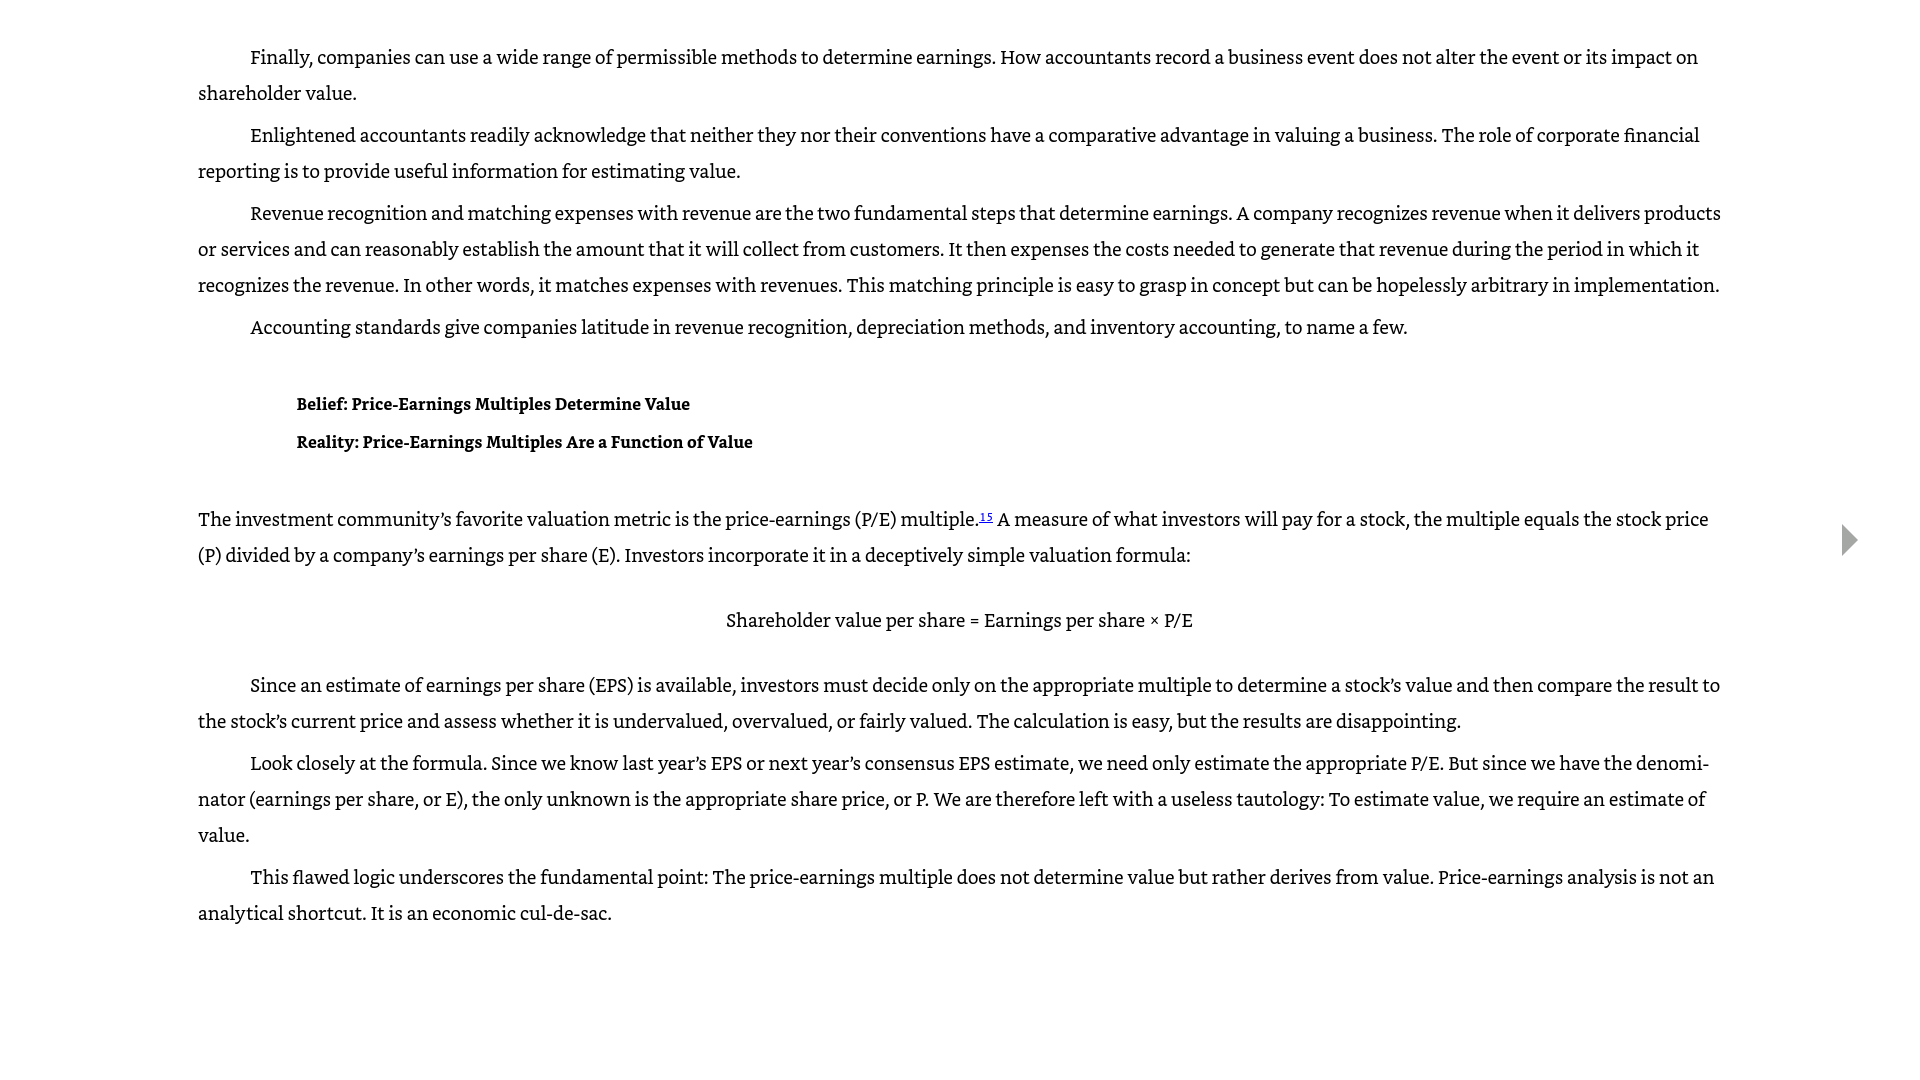 Finally, companies can use a wide range of permissible methods to determine earnings. How accountants record a business event does not alter the event or its impact on
shareholder value.
Enlightened accountants readily acknowledge that neither they nor their conventions have a comparative advantage in valuing a business. The role of corporate financial
reporting is to provide useful information for estimating value.
Revenue recognition and matching expenses with revenue are the two fundamental steps that determine earnings. A company recognizes revenue when it delivers products
or services and can reasonably establish the amount that it will collect from customers. It then expenses the costs needed to generate that revenue during the period in which it
recognizes the revenue. In other words, it matches expenses with revenues. This matching principle is easy to grasp in concept but can be hopelessly arbitrary in implementation.
Accounting standards give companies latitude in revenue recognition, depreciation methods, and inventory accounting, to name a few.
Belief: Price-Earnings Multiples Determine Value
Reality: Price-Earnings Multiples Are a Function of Value
The investment community’s favorite valuation metric is the price-earnings (P/E) multiple.15 A measure of what investors will pay for a stock, the multiple equals the stock price
(P) divided by a company’s earnings per share (E). Investors incorporate it in a deceptively simple valuation formula:
Shareholder value per share = Earnings per share × P/E
Since an estimate of earnings per share (EPS) is available, investors must decide only on the appropriate multiple to determine a stock’s value and then compare the result to
the stock’s current price and assess whether it is undervalued, overvalued, or fairly valued. The calculation is easy, but the results are disappointing.
Look closely at the formula. Since we know last year’s EPS or next year’s consensus EPS estimate, we need only estimate the appropriate P/E. But since we have the denomi-
nator (earnings per share, or E), the only unknown is the appropriate share price, or P. We are therefore left with a useless tautology: To estimate value, we require an estimate of
value.
This flawed logic underscores the fundamental point: The price-earnings multiple does not determine value but rather derives from value. Price-earnings analysis is not an
analytical shortcut. It is an economic cul-de-sac.